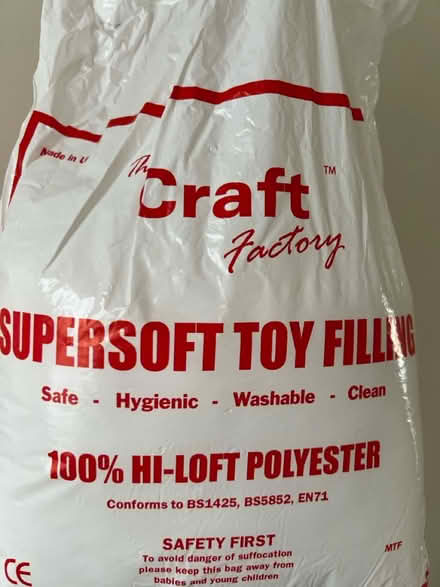 Made in U
The
Craft ™
Factory
SUPERSOFT TOY FILLING
Safe - Hygienic - Washable - Clean
100% HI-LOFT POLYESTER
Conforms to BS1425, BS5852, EN71
SAFETY FIRST
To avoid danger of suffocation
please keep this bag away from
babies and young children
MTF
CE